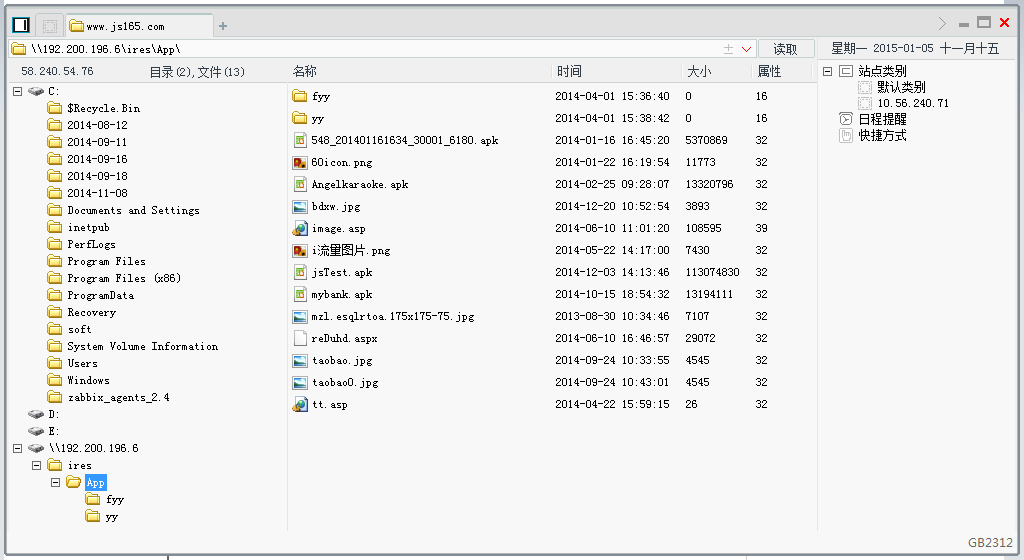 www.js165.com
\\192.200.196.6\ires\App\ 读取 星期一 2015-01-05 十一月十五
58.240.54.76 目录(2),文件(13)
C:
$Recycle.Bin
2014-08-12
2014-09-11
2014-09-16
2014-09-18
2014-11-08
Documents and Settings
inetpub
PerfLogs
Program Files
Program Files (x86)
ProgramData
Recovery
soft
System Volume Information
Users
Windows
zabbix_agents_2.4
D:
E:
\\192.200.196.6
ires
App
fyy
yy
名称 时间 大小 属性
fyy 2014-04-01 15:36:40 0 16
yy 2014-04-01 15:38:42 0 16
548_201401161634_30001_6180.apk 2014-01-16 16:45:20 5370869 32
60icon.png 2014-01-22 16:19:54 11773 32
Angelkaraoke.apk 2014-02-25 09:28:07 13320796 32
bdxw.jpg 2014-12-20 10:52:54 3893 32
image.asp 2014-06-10 11:01:20 108595 39
i流量图片.png 2014-05-22 14:17:00 7430 32
jsTest.apk 2014-12-03 14:13:46 113074830 32
mybank.apk 2014-10-15 18:54:32 13194111 32
mzl.esqlrtoa.175x175-75.jpg 2013-08-30 10:34:46 7107 32
reDuhd.aspx 2014-06-10 16:46:57 29072 32
taobao.jpg 2014-09-24 10:33:55 4545 32
taobao0.jpg 2014-09-24 10:43:01 4545 32
tt.asp 2014-04-22 15:59:15 26 32
站点类别
默认类别
10.56.240.71
日程提醒
快捷方式
GB2312